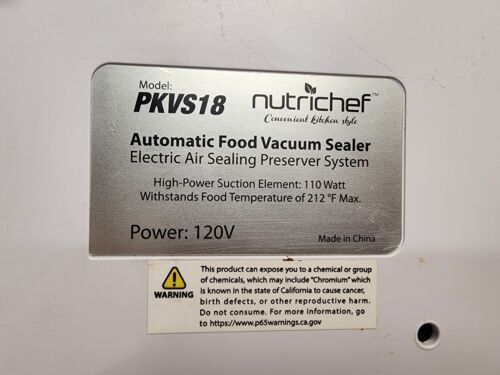 Model:
PKVS18
nutrichef™
Convenient kitchen style
Automatic Food Vacuum Sealer
Electric Air Sealing Preserver System
High-Power Suction Element: 110 Watt
Withstands Food Temperature of 212 °F Max.
Power: 120V
Made in China
WARNING
This product can expose you to a chemical or group
of chemicals, which may include "Chromium" which
is known in the state of California to cause cancer,
birth defects, or other reproductive harm.
Do not consume. For more information, go
to https://www.p65warnings.ca.gov